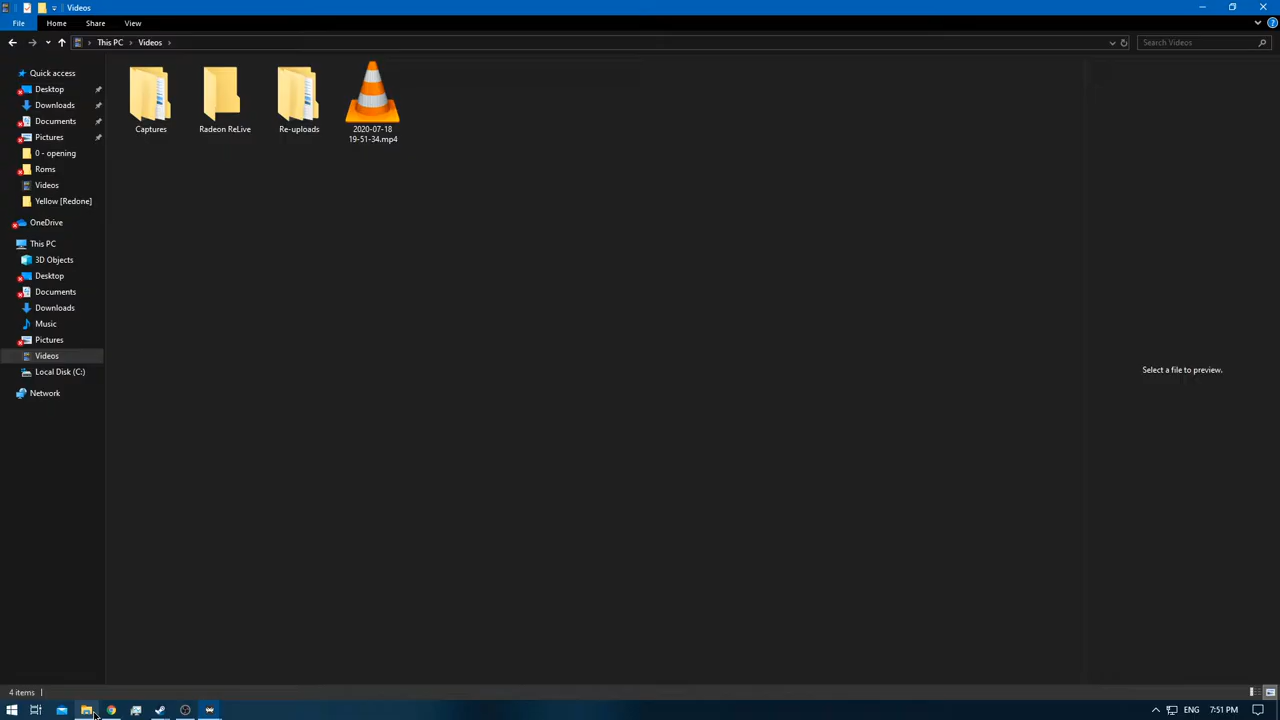 Videos
File Home Share View
This PC Videos Search Videos
Quick access
Desktop
Downloads
Documents
Pictures
0 - opening
Roms
Videos
Yellow [Redone]
OneDrive
This PC
3D Objects
Desktop
Documents
Downloads
Music
Pictures
Videos
Local Disk (C:)
Network
Captures
Radeon ReLive
Re-uploads
2020-07-18
19-51-34.mp4
Select a file to preview.
4 items
ENG 7:51 PM